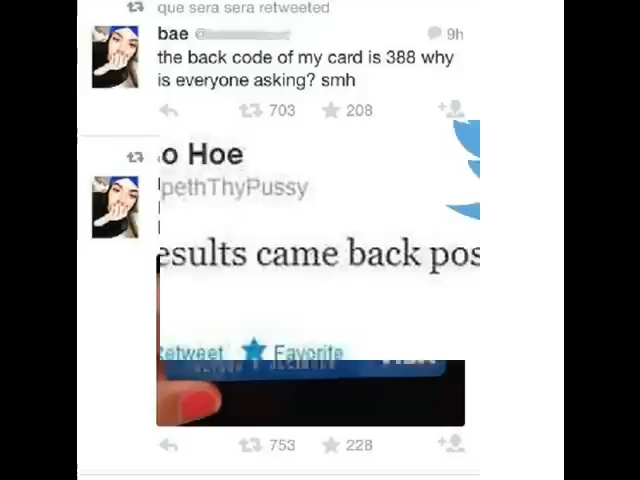 que sera sera retweeted
bae @
9h
the back code of my card is 388 why
is everyone asking? smh
703 208
o Hoe
pethThyPussy
esults came back pos
etweet Favorite
VISA
753 228